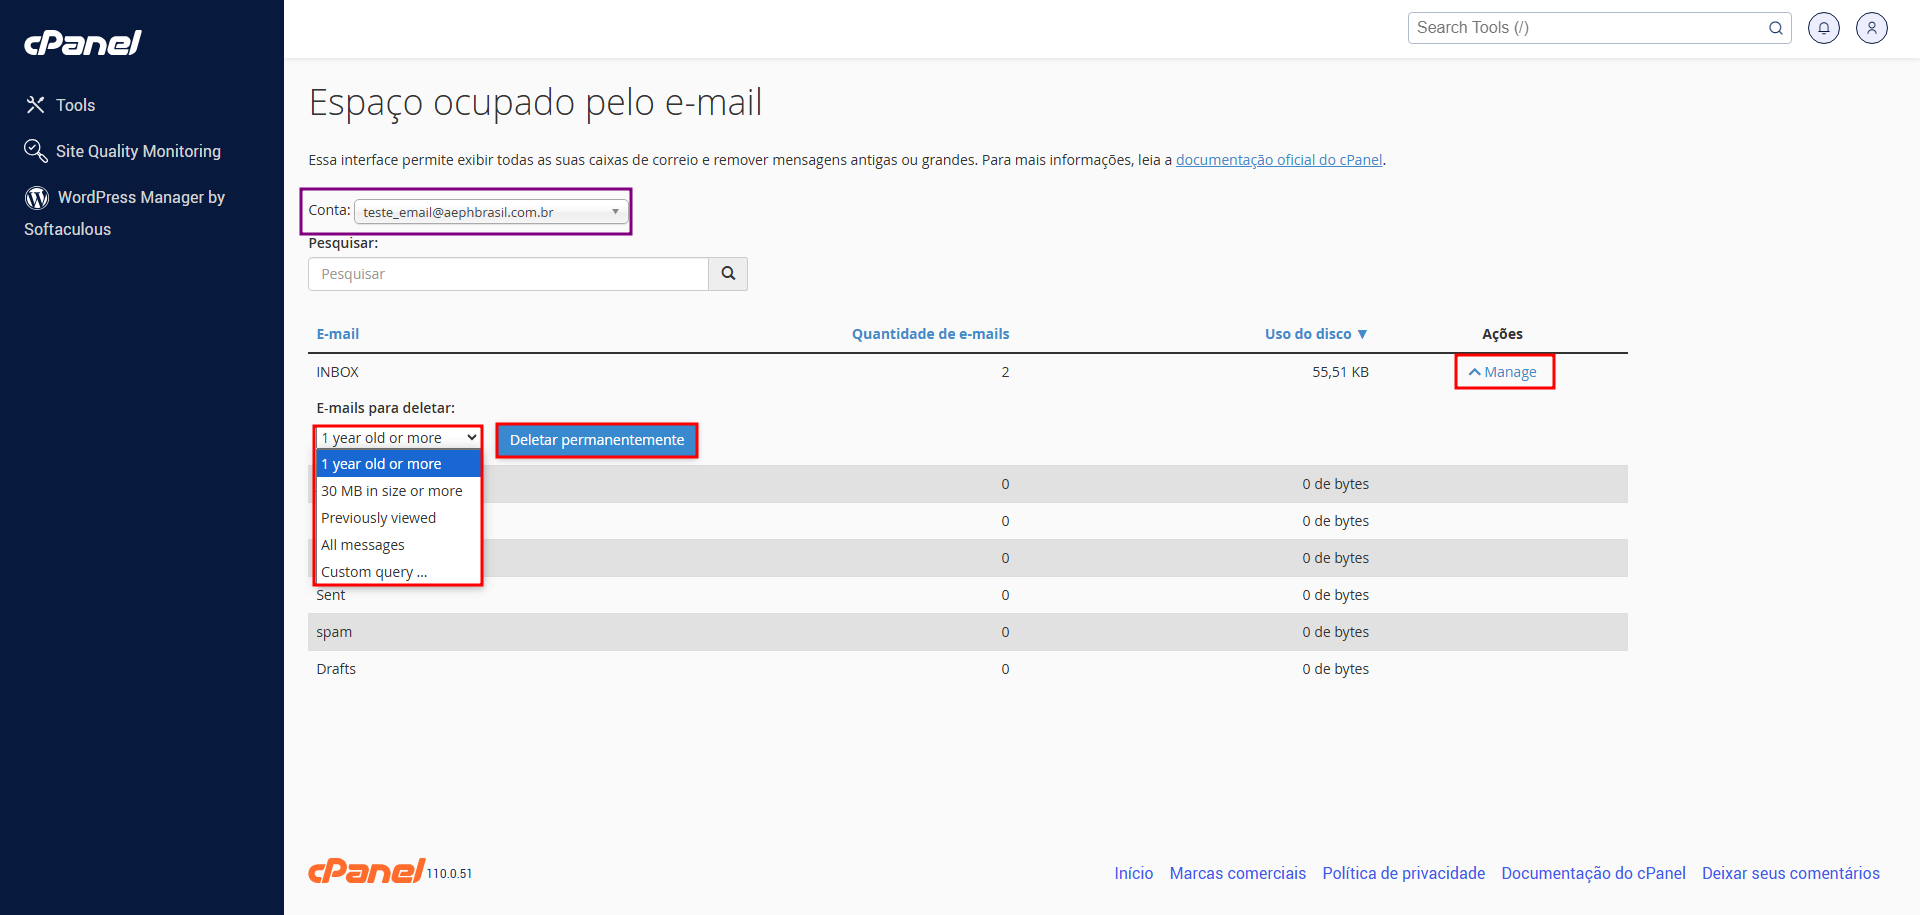 cPanel
Search Tools (/)
Tools
Site Quality Monitoring
WordPress Manager by
Softaculous
Espaço ocupado pelo e-mail
Essa interface permite exibir todas as suas caixas de correio e remover mensagens antigas ou grandes. Para mais informações, leia a documentação oficial do cPanel.
Conta: teste_email@aephbrasil.com.br
Pesquisar:
Pesquisar
E-mail Quantidade de e-mails Uso do disco ▼ Ações
INBOX 2 55,51 KB Manage
E-mails para deletar:
1 year old or more Deletar permanentemente
1 year old or more
0 0 de bytes
30 MB in size or more
Previously viewed 0 0 de bytes
All messages
0 0 de bytes
Custom query ...
Sent 0 0 de bytes
spam 0 0 de bytes
Drafts 0 0 de bytes
cPanel 110.0.51
Início Marcas comerciais Política de privacidade Documentação do cPanel Deixar seus comentários